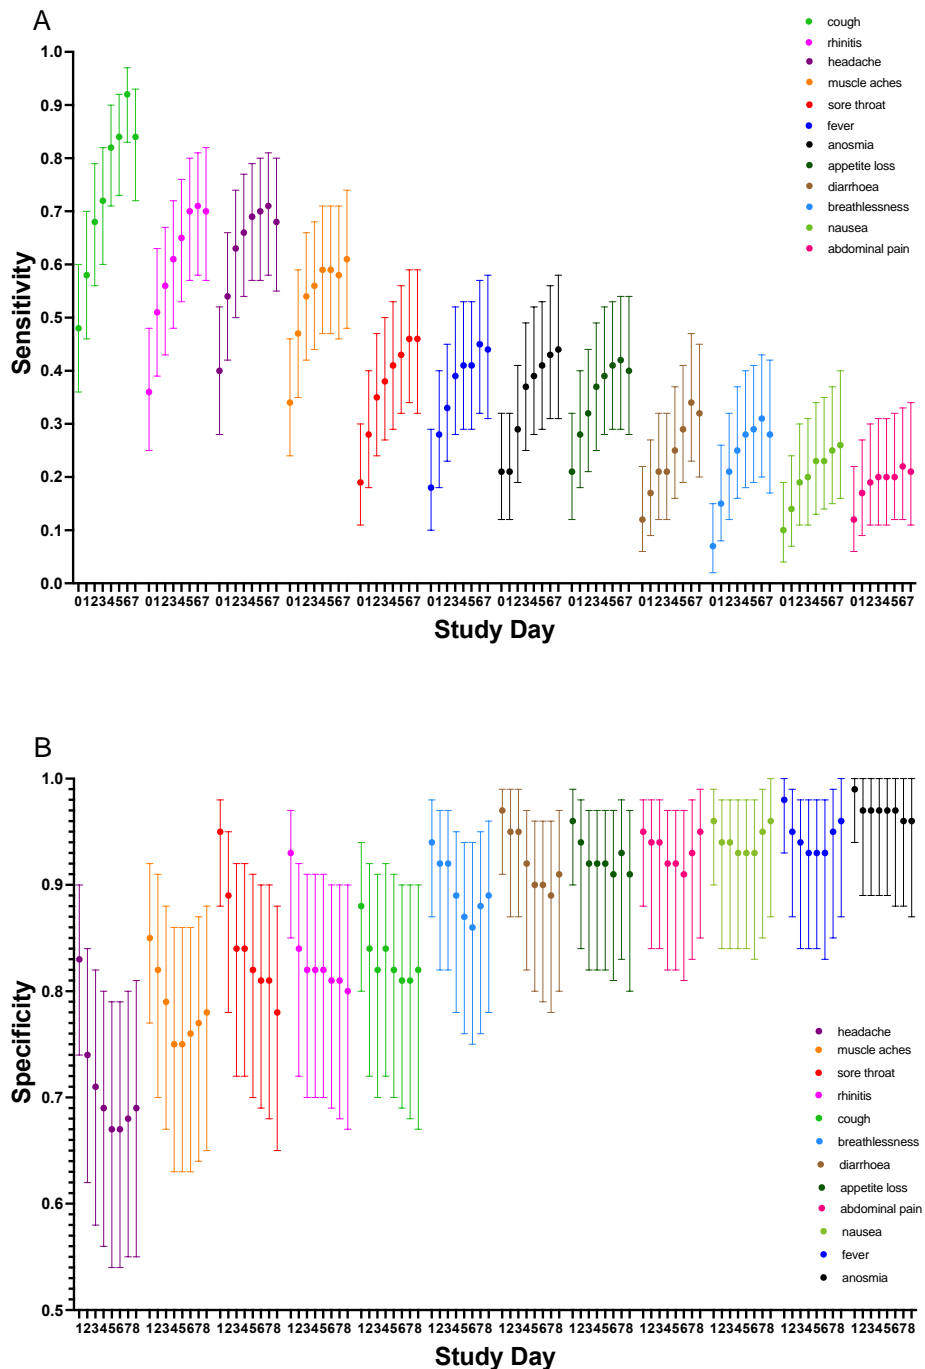 A
cough
rhinitis
headache
muscle aches
sore throat
fever
anosmia
appetite loss
diarrhoea
breathlessness
nausea
abdominal pain
1.0
0.9
0.8
0.7
0.6
0.5
0.4
0.3
0.2
0.1
0.0
Sensitivity
01234567 01234567 01234567 01234567 01234567 01234567 01234567 01234567 01234567 01234567 01234567 01234567
Study Day
B
1.0
0.9
0.8
0.7
0.6
0.5
Specificity
headache
muscle aches
sore throat
rhinitis
cough
breathlessness
diarrhoea
appetite loss
abdominal pain
nausea
fever
anosmia
12345678 12345678 12345678 12345678 12345678 12345678 12345678 12345678 12345678 12345678 12345678 12345678
Study Day